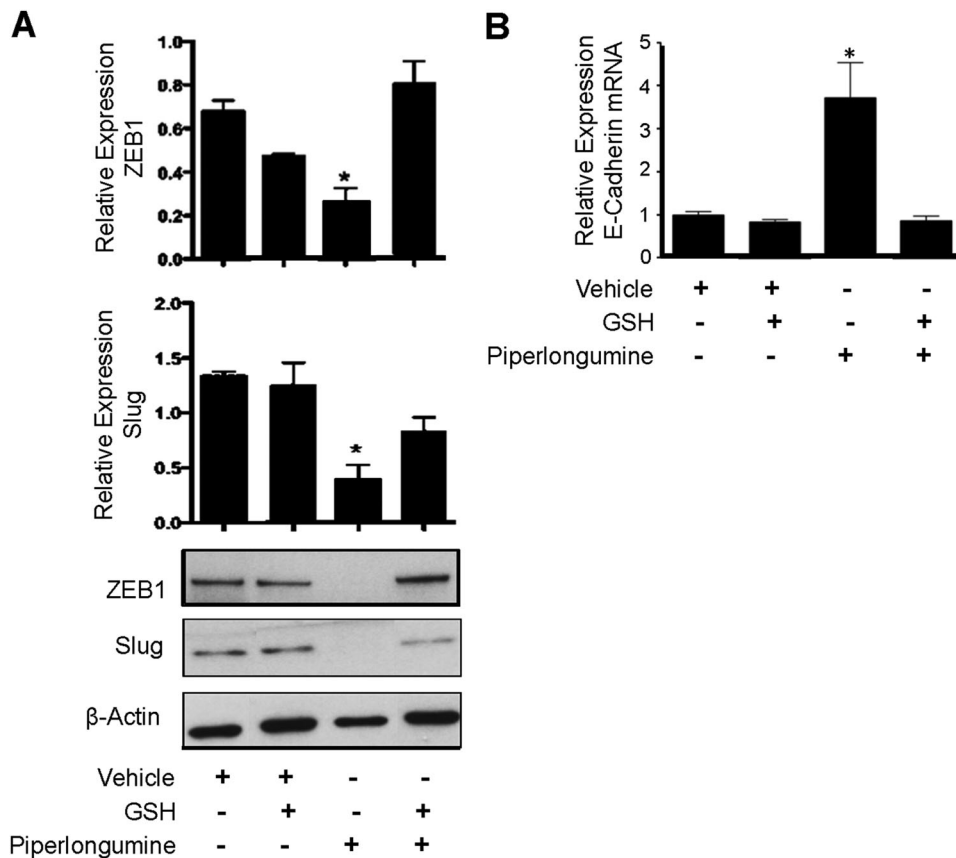 A
Relative Expression
ZEB1
1.0
0.8
0.6
0.4
0.2
0.0
*
Relative Expression
Slug
2.0
1.5
1.0
0.5
0.0
*
ZEB1
Slug
β-Actin
Vehicle + + - -
GSH - + - +
Piperlongumine - - + +
B
Relative Expression
E-Cadherin mRNA
5
4
3
2
1
0
*
Vehicle + + - -
GSH - + - +
Piperlongumine - - + +